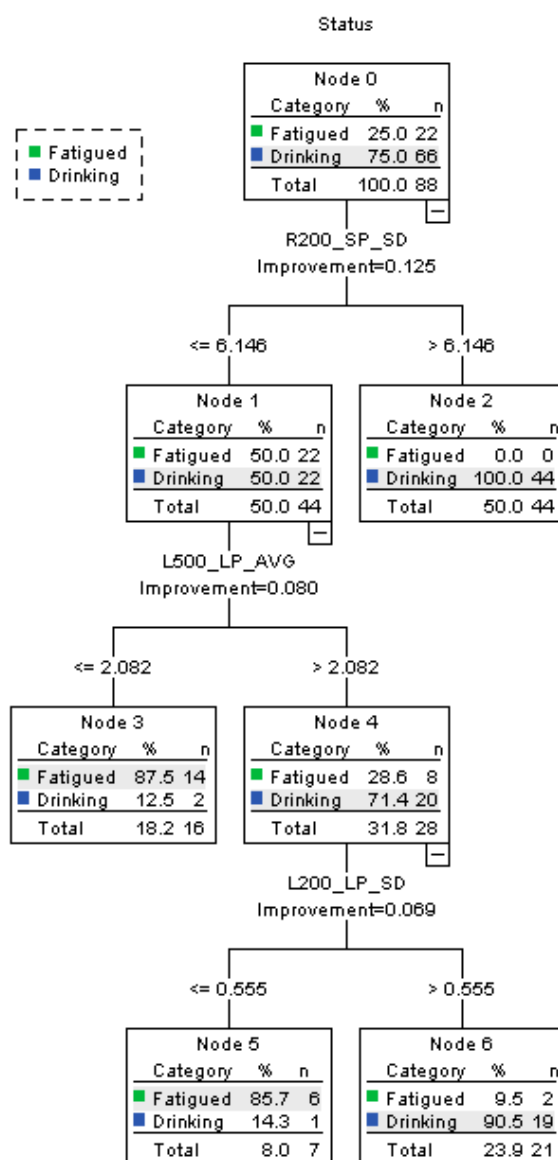 Status
Fatigued
Drinking
Node 0
Category % n
Fatigued 25.0 22
Drinking 75.0 66
Total 100.0 88
R200_SP_SD
Improvement=0.125
<= 6.146
> 6.146
Node 1
Category % n
Fatigued 50.0 22
Drinking 50.0 22
Total 50.0 44
Node 2
Category % n
Fatigued 0.0 0
Drinking 100.0 44
Total 50.0 44
L500_LP_AVG
Improvement=0.080
<= 2.082
> 2.082
Node 3
Category % n
Fatigued 87.5 14
Drinking 12.5 2
Total 18.2 16
Node 4
Category % n
Fatigued 28.6 8
Drinking 71.4 20
Total 31.8 28
L200_LP_SD
Improvement=0.069
<= 0.555
> 0.555
Node 5
Category % n
Fatigued 85.7 6
Drinking 14.3 1
Total 8.0 7
Node 6
Category % n
Fatigued 9.5 2
Drinking 90.5 19
Total 23.9 21